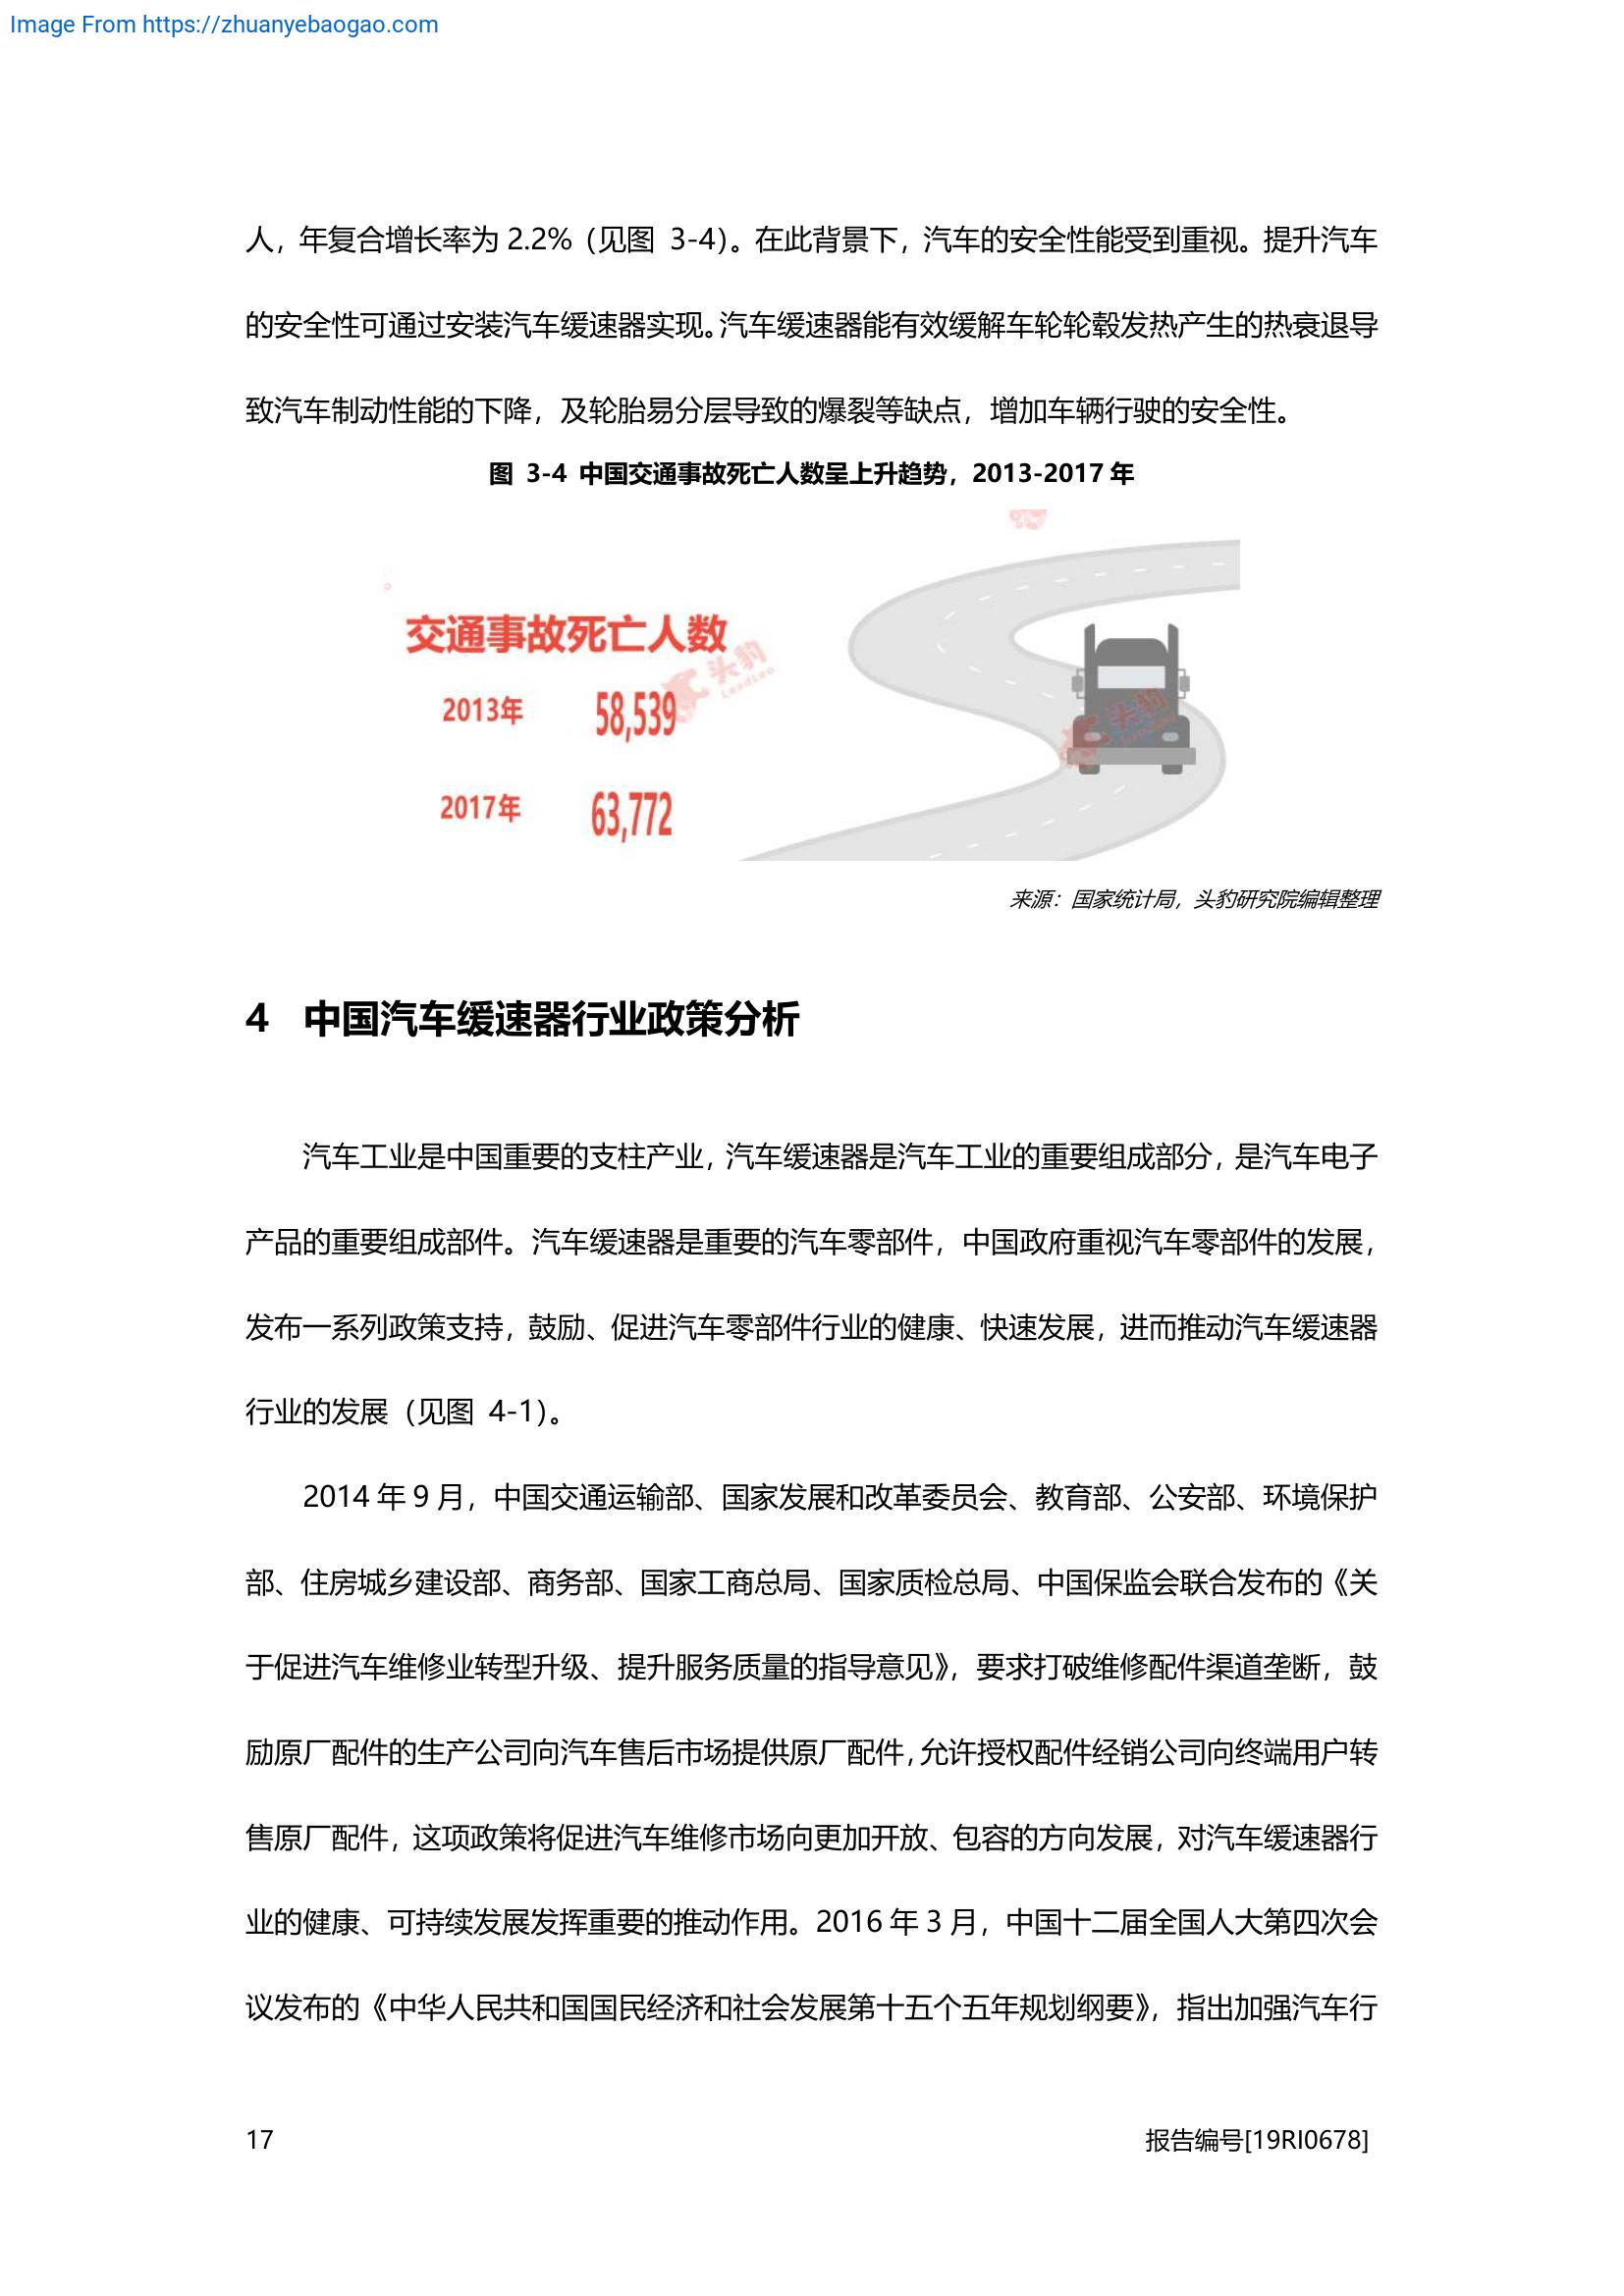 Image From https://zhuanyebaogao.com
人，年复合增长率为 2.2%（见图 3-4）。在此背景下，汽车的安全性能受到重视。提升汽车
的安全性可通过安装汽车缓速器实现。汽车缓速器能有效缓解车轮轮毂发热产生的热衰退导
致汽车制动性能的下降，及轮胎易分层导致的爆裂等缺点，增加车辆行驶的安全性。
图 3-4 中国交通事故死亡人数呈上升趋势，2013-2017 年
交通事故死亡人数
头豹
LeadLeo
2013年 58,539
头豹
2017年 63,772
来源：国家统计局，头豹研究院编辑整理
4 中国汽车缓速器行业政策分析
汽车工业是中国重要的支柱产业，汽车缓速器是汽车工业的重要组成部分，是汽车电子
产品的重要组成部件。汽车缓速器是重要的汽车零部件，中国政府重视汽车零部件的发展，
发布一系列政策支持，鼓励、促进汽车零部件行业的健康、快速发展，进而推动汽车缓速器
行业的发展（见图 4-1）。
2014 年 9 月，中国交通运输部、国家发展和改革委员会、教育部、公安部、环境保护
部、住房城乡建设部、商务部、国家工商总局、国家质检总局、中国保监会联合发布的《关
于促进汽车维修业转型升级、提升服务质量的指导意见》，要求打破维修配件渠道垄断，鼓
励原厂配件的生产公司向汽车售后市场提供原厂配件，允许授权配件经销公司向终端用户转
售原厂配件，这项政策将促进汽车维修市场向更加开放、包容的方向发展，对汽车缓速器行
业的健康、可持续发展发挥重要的推动作用。2016 年 3 月，中国十二届全国人大第四次会
议发布的《中华人民共和国国民经济和社会发展第十五个五年规划纲要》，指出加强汽车行
17 报告编号[19RI0678]